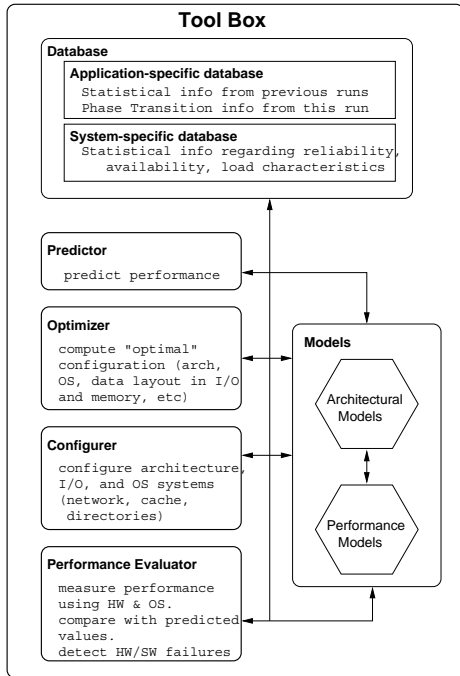 Tool Box
Database
Application-specific database
Statistical info from previous runs
Phase Transition info from this run
System-specific database
Statistical info regarding reliability,
availability, load characteristics
Predictor
predict performance
Optimizer
compute "optimal"
configuration (arch,
OS, data layout in I/O
and memory, etc)
Configurer
configure architecture,
I/O, and OS systems
(network, cache,
directories)
Performance Evaluator
measure performance
using HW & OS.
compare with predicted
values.
detect HW/SW failures
Models
Architectural
Models
Performance
Models